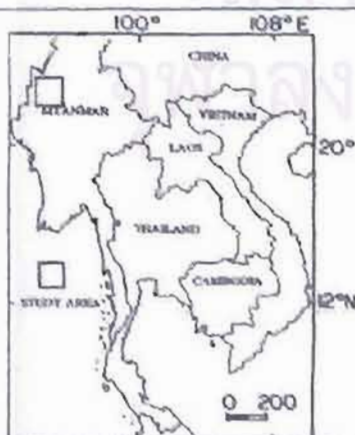 100° 108° E
CHINA
MYANMAR
VIETNAM
LAOS
20°
THAILAND
CAMBODIA
STUDY AREA
12°N
0 200